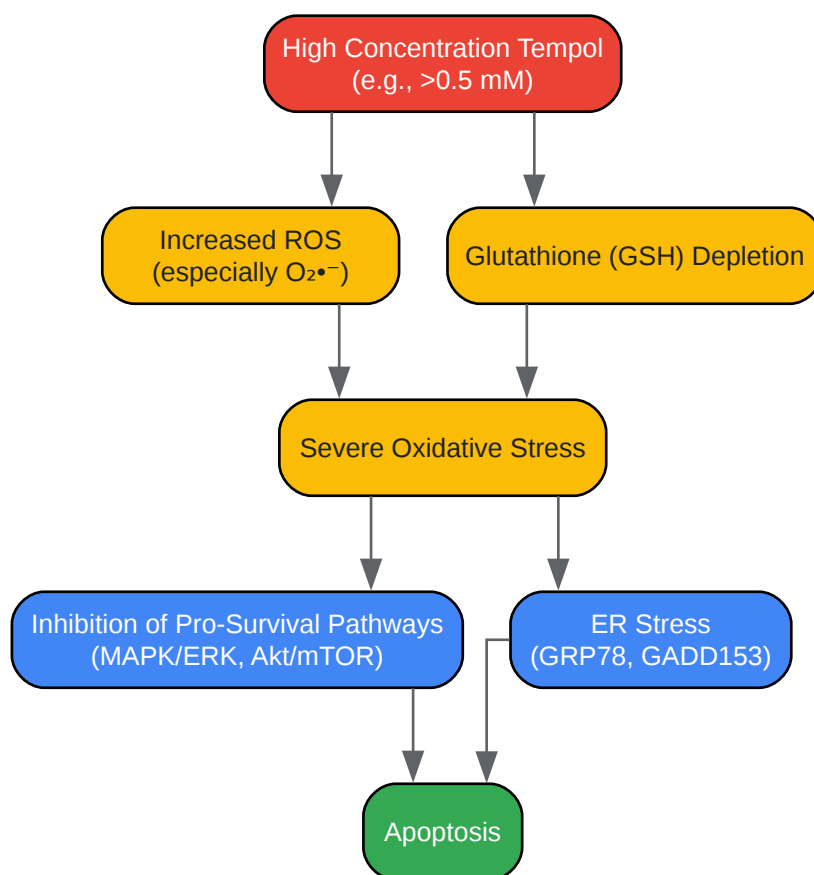 High Concentration Tempol
(e.g., >0.5 mM)
Increased ROS
(especially O₂•⁻)
Glutathione (GSH) Depletion
Severe Oxidative Stress
Inhibition of Pro-Survival Pathways
(MAPK/ERK, Akt/mTOR)
ER Stress
(GRP78, GADD153)
Apoptosis